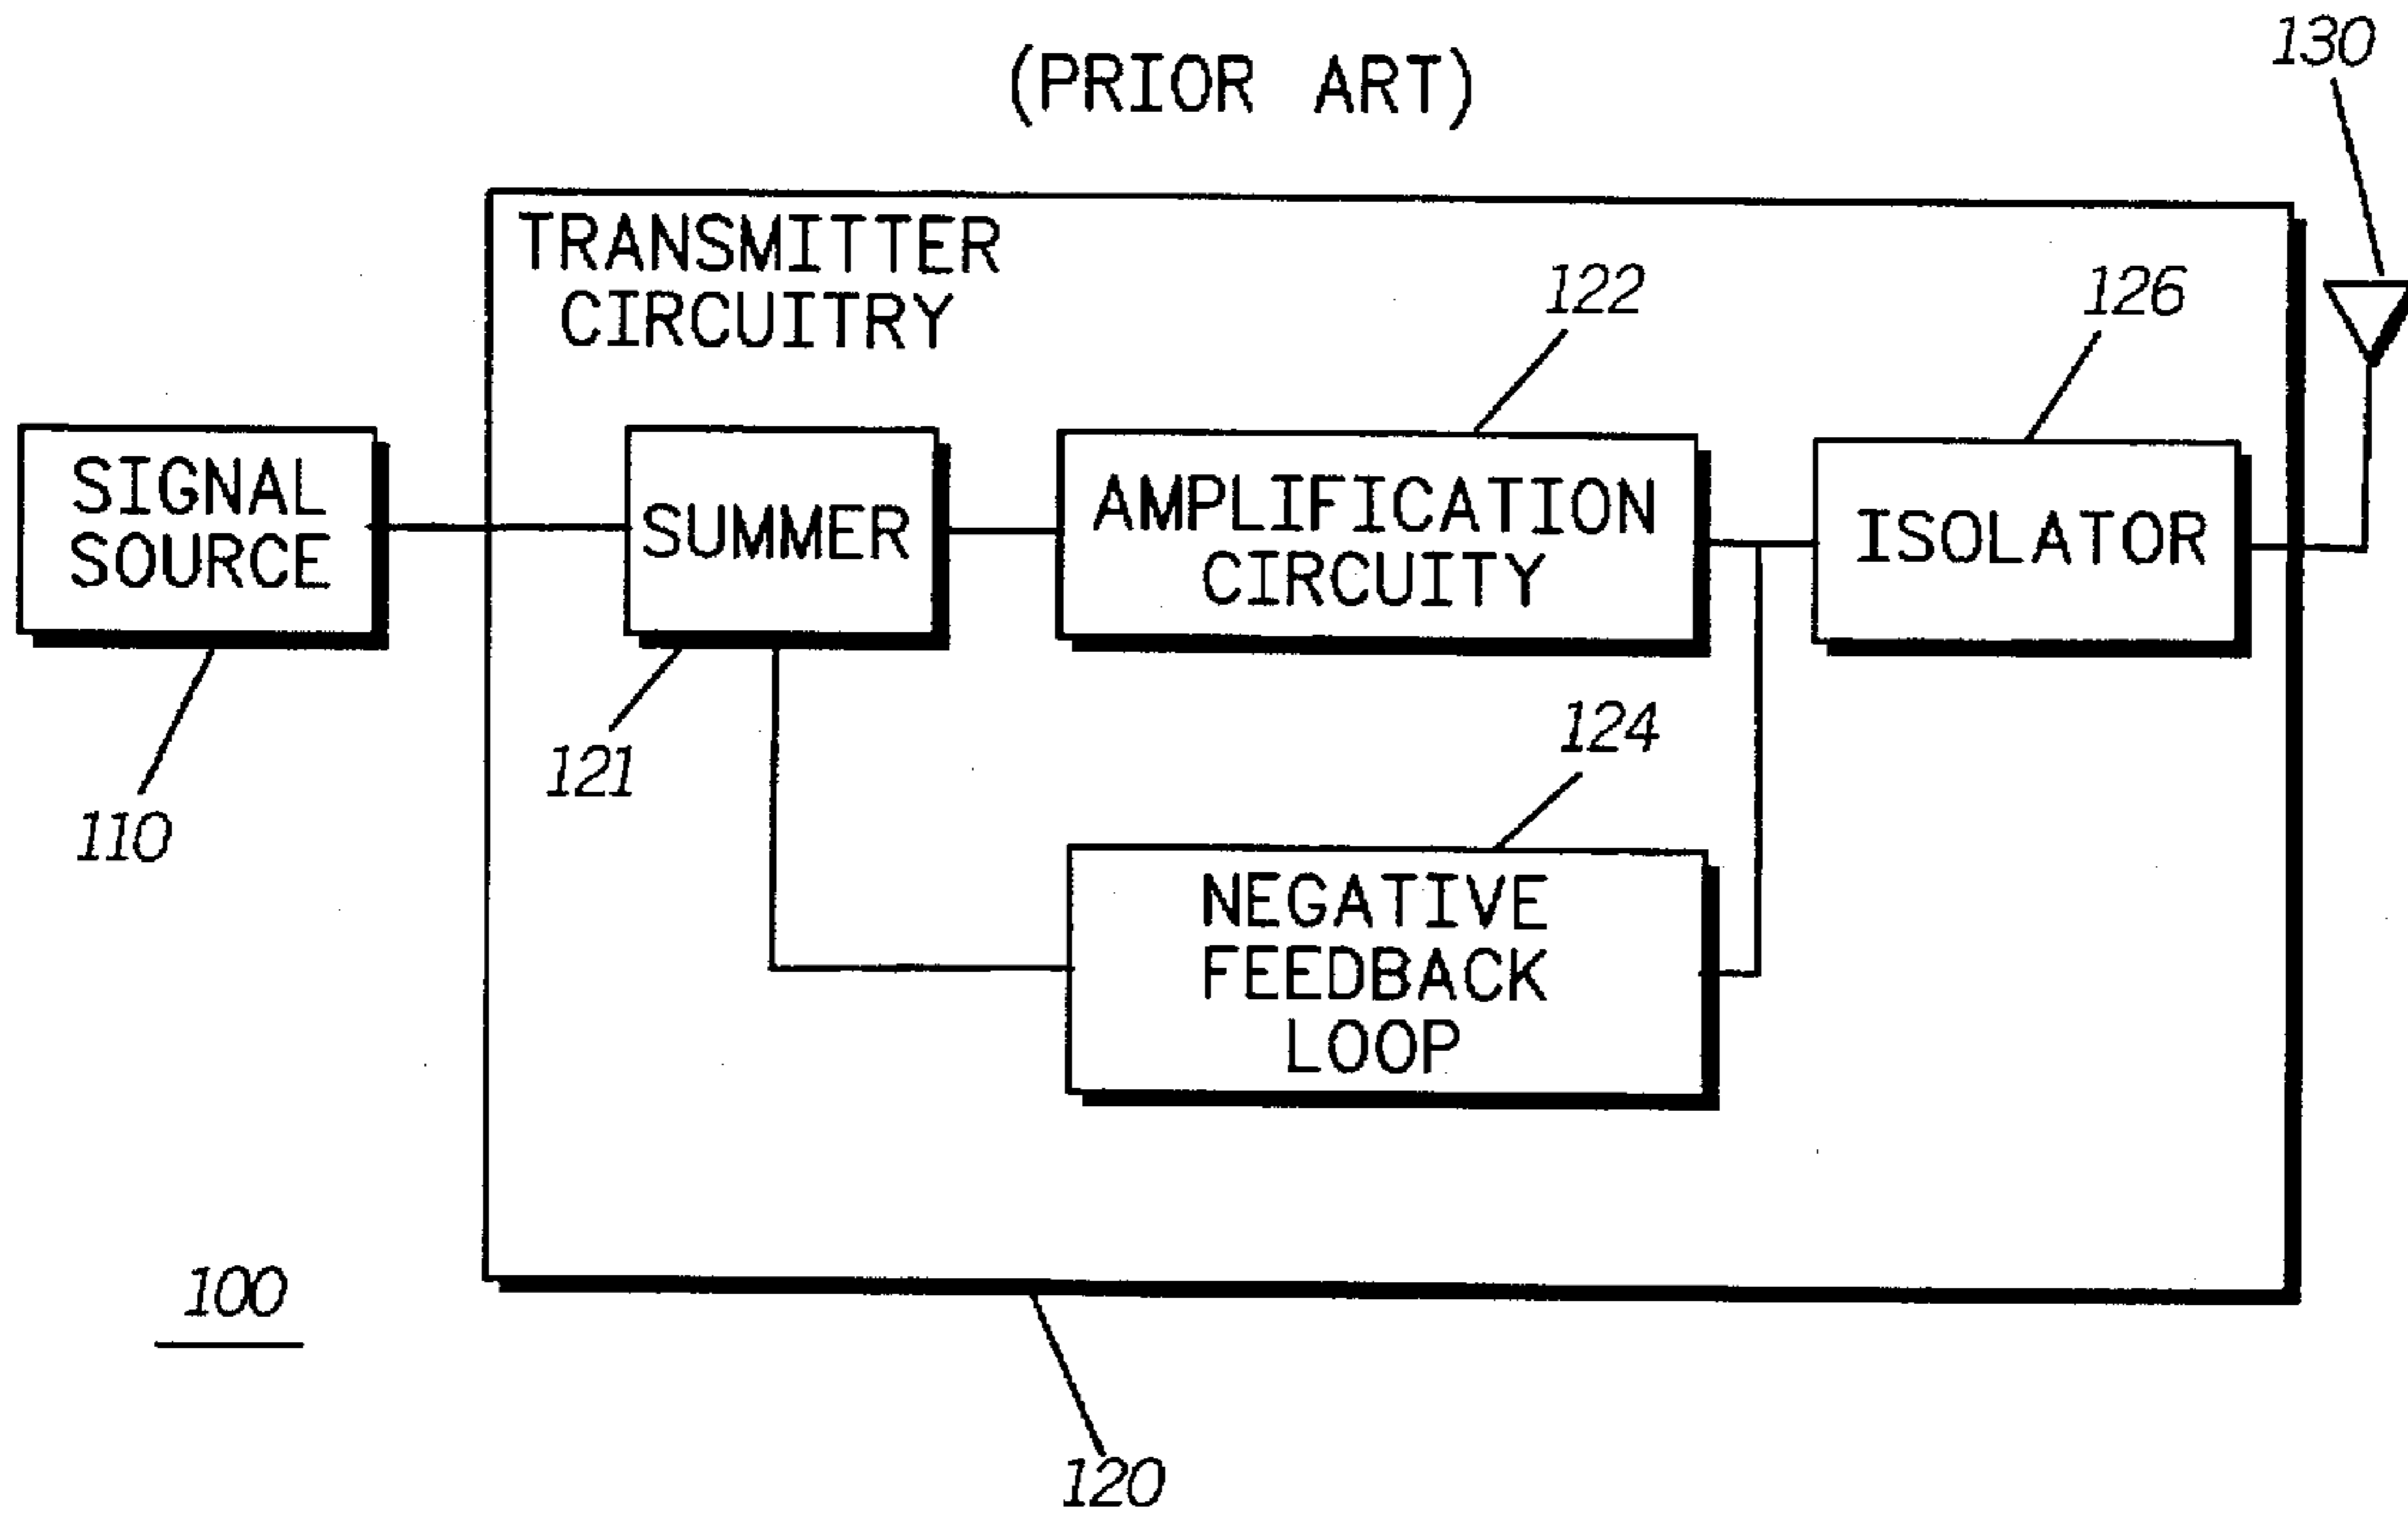 130
(PRIOR ART)
TRANSMITTER
CIRCUITRY
122
126
SIGNAL
SOURCE
SUMMER
AMPLIFICATION
CIRCUITY
ISOLATOR
121
124
110
NEGATIVE
FEEDBACK
LOOP
100
120